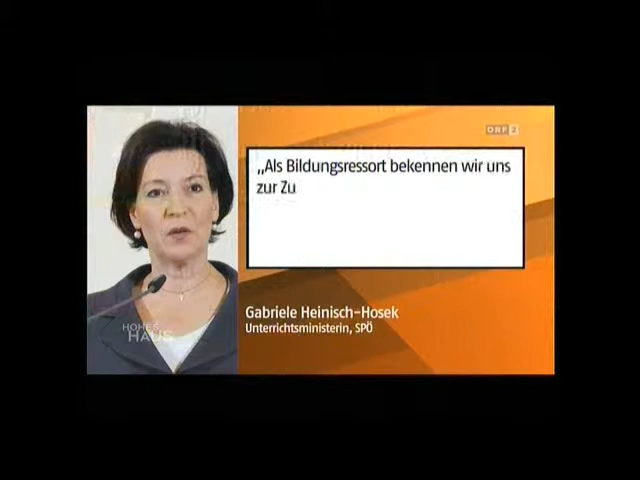 ORF 2
„Als Bildungsressort bekennen wir uns
zur Zu
Gabriele Heinisch-Hosek
Unterrichtsministerin, SPÖ
HOHES
HAUS